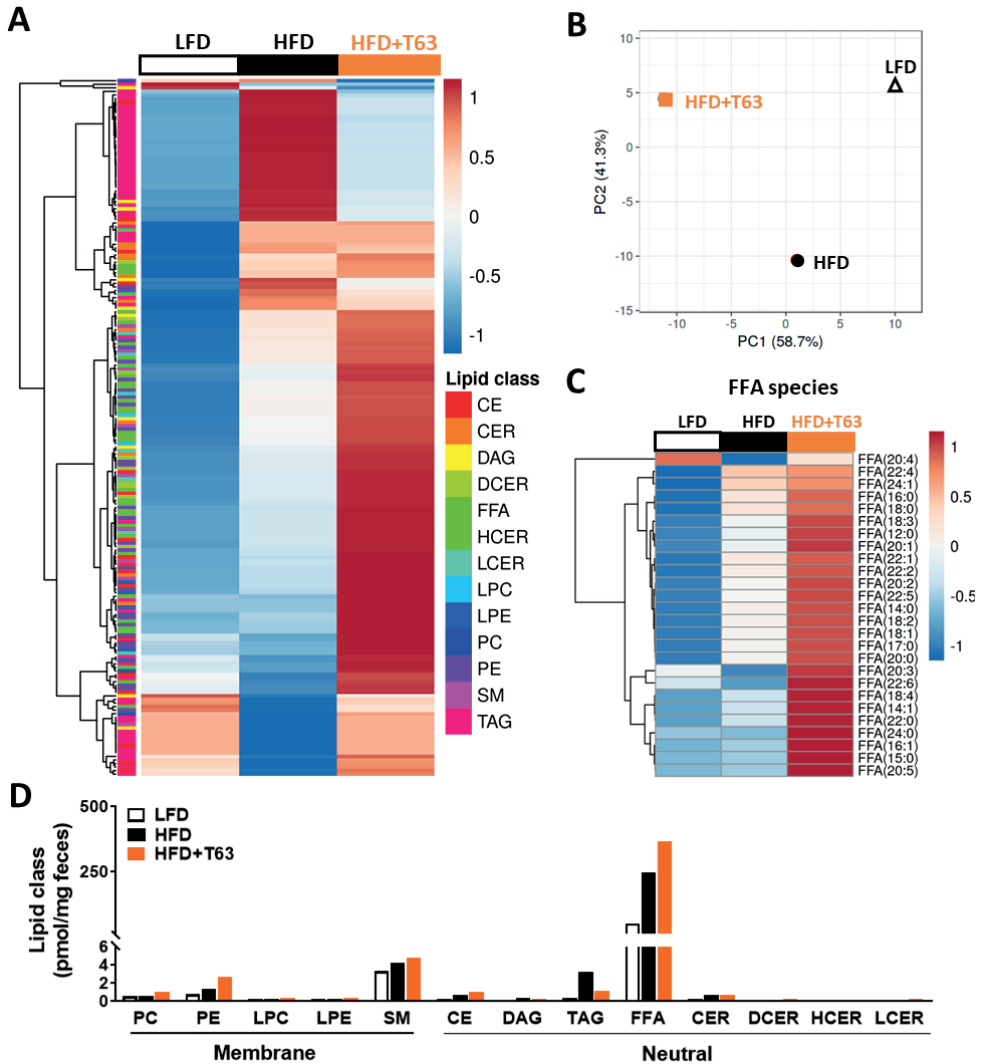 A
LFD HFD HFD+T63
1
0.5
0
-0.5
-1
Lipid class
CE
CER
DAG
DCER
FFA
HCER
LCER
LPC
LPE
PC
PE
SM
TAG
B
10
5
0
-5
-10
-15
PC2 (41.3%)
LFD
HFD+T63
HFD
-10 -5 0 5 10
PC1 (58.7%)
C
FFA species
LFD HFD HFD+T63
FFA(20:4)
FFA(22:4)
FFA(24:1)
FFA(16:0)
FFA(18:0)
FFA(18:3)
FFA(12:0)
FFA(20:1)
FFA(22:1)
FFA(22:2)
FFA(20:2)
FFA(22:5)
FFA(14:0)
FFA(18:2)
FFA(18:1)
FFA(17:0)
FFA(20:0)
FFA(20:3)
FFA(22:6)
FFA(18:4)
FFA(14:1)
FFA(22:0)
FFA(24:0)
FFA(16:1)
FFA(15:0)
FFA(20:5)
1
0.5
0
-0.5
-1
D
LFD
HFD
HFD+T63
Lipid class
(pmol/mg feces)
500
250
6
4
2
0
PC PE LPC LPE SM CE DAG TAG FFA CER DCER HCER LCER
Membrane Neutral